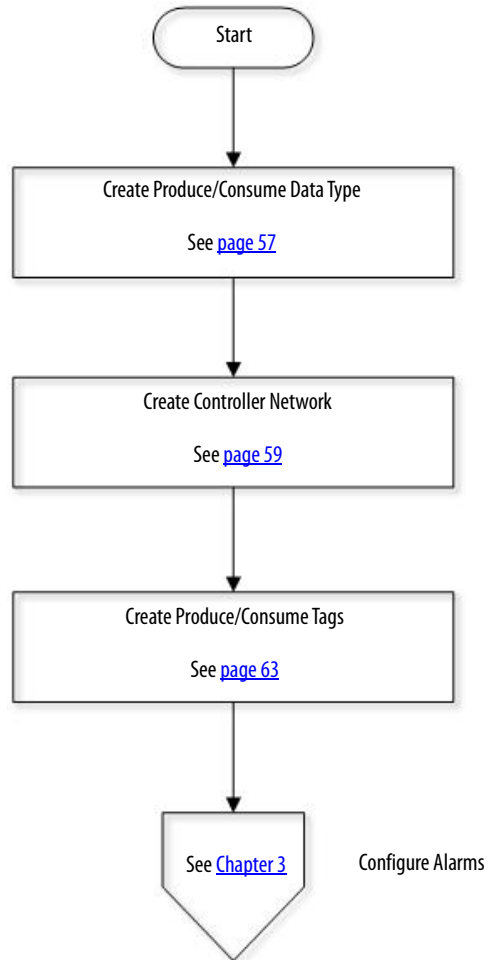 Start
Create Produce/Consume Data Type
See page 57
Create Controller Network
See page 59
Create Produce/Consume Tags
See page 63
See Chapter 3
Configure Alarms